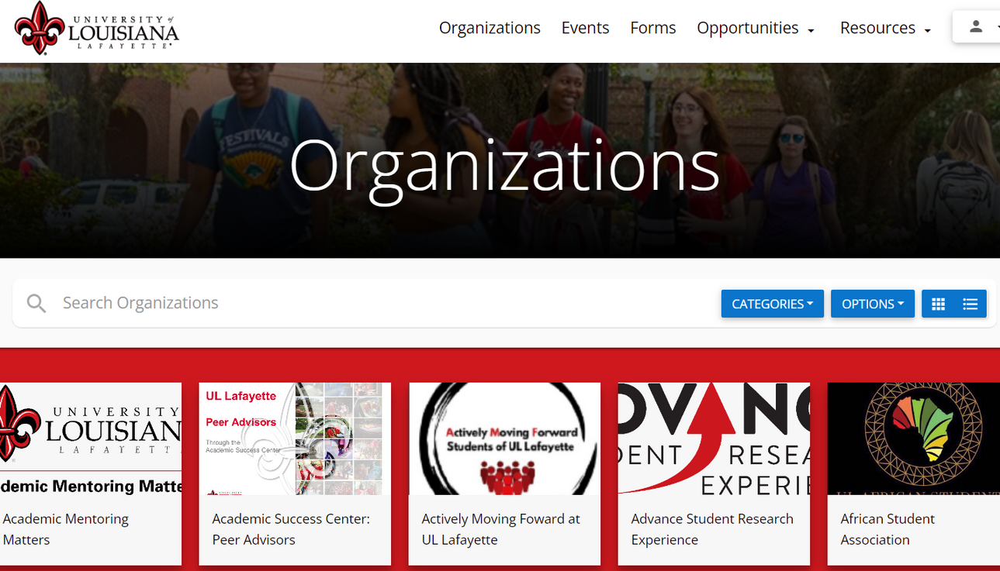 UNIVERSITY of
LOUISIANA
LAFAYETTE
Organizations
Events
Forms
Opportunities
Resources
FESTIVALS
Organizations
Search Organizations
CATEGORIES
OPTIONS
UNIVERSITY
LOUISIAN
LAFAYETT
demic Mentoring Matte
Academic Mentoring
Matters
UL Lafayette
Peer Advisors
Through the
Academic Success Center
Academic Success Center:
Peer Advisors
Actively Moving Forward
Students of UL Lafayette
Actively Moving Foward at
UL Lafayette
DVANC
DENT RESEA
EXPERIE
Advance Student Research
Experience
UL AFRICAN STUDENT
African Student
Association